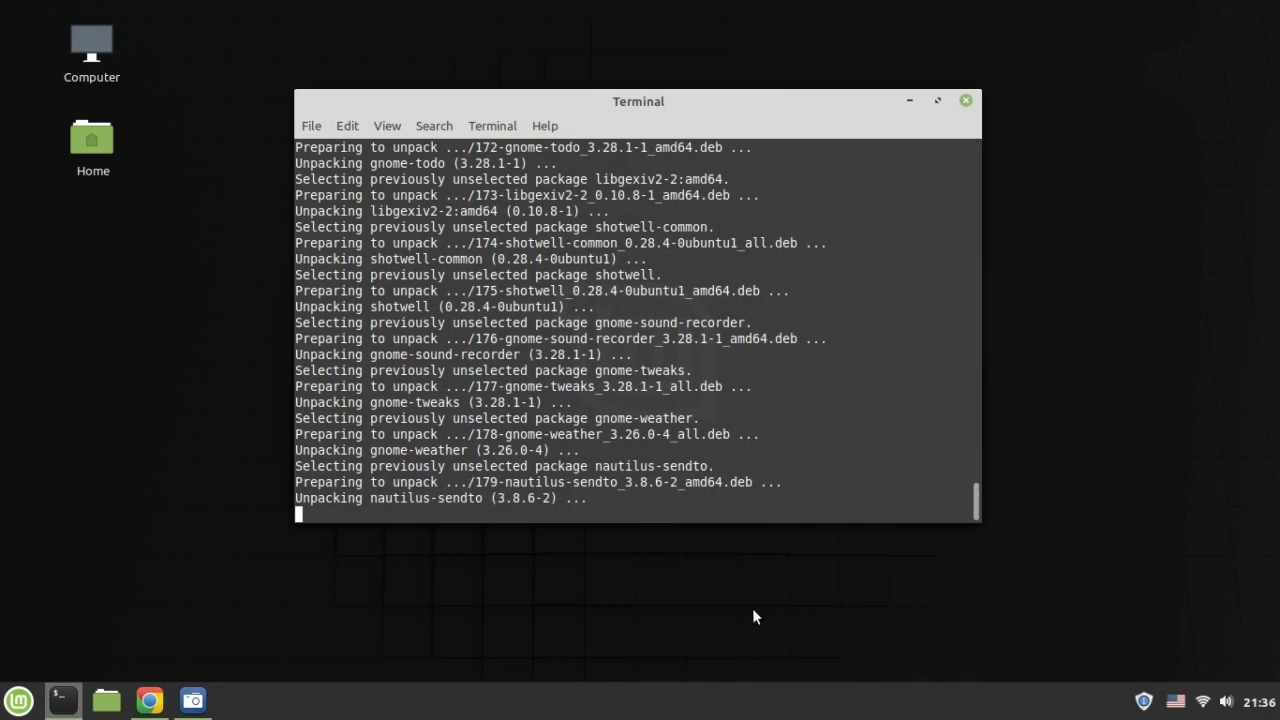 Computer
Home
Terminal
File Edit View Search Terminal Help
Preparing to unpack .../172-gnome-todo_3.28.1-1_amd64.deb ...
Unpacking gnome-todo (3.28.1-1) ...
Selecting previously unselected package libgexiv2-2:amd64.
Preparing to unpack .../173-libgexiv2-2_0.10.8-1_amd64.deb ...
Unpacking libgexiv2-2:amd64 (0.10.8-1) ...
Selecting previously unselected package shotwell-common.
Preparing to unpack .../174-shotwell-common_0.28.4-0ubuntu1_all.deb ...
Unpacking shotwell-common (0.28.4-0ubuntu1) ...
Selecting previously unselected package shotwell.
Preparing to unpack .../175-shotwell_0.28.4-0ubuntu1_amd64.deb ...
Unpacking shotwell (0.28.4-0ubuntu1) ...
Selecting previously unselected package gnome-sound-recorder.
Preparing to unpack .../176-gnome-sound-recorder_3.28.1-1_amd64.deb ...
Unpacking gnome-sound-recorder (3.28.1-1) ...
Selecting previously unselected package gnome-tweaks.
Preparing to unpack .../177-gnome-tweaks_3.28.1-1_all.deb ...
Unpacking gnome-tweaks (3.28.1-1) ...
Selecting previously unselected package gnome-weather.
Preparing to unpack .../178-gnome-weather_3.26.0-4_all.deb ...
Unpacking gnome-weather (3.26.0-4) ...
Selecting previously unselected package nautilus-sendto.
Preparing to unpack .../179-nautilus-sendto_3.8.6-2_amd64.deb ...
Unpacking nautilus-sendto (3.8.6-2) ...
21:36